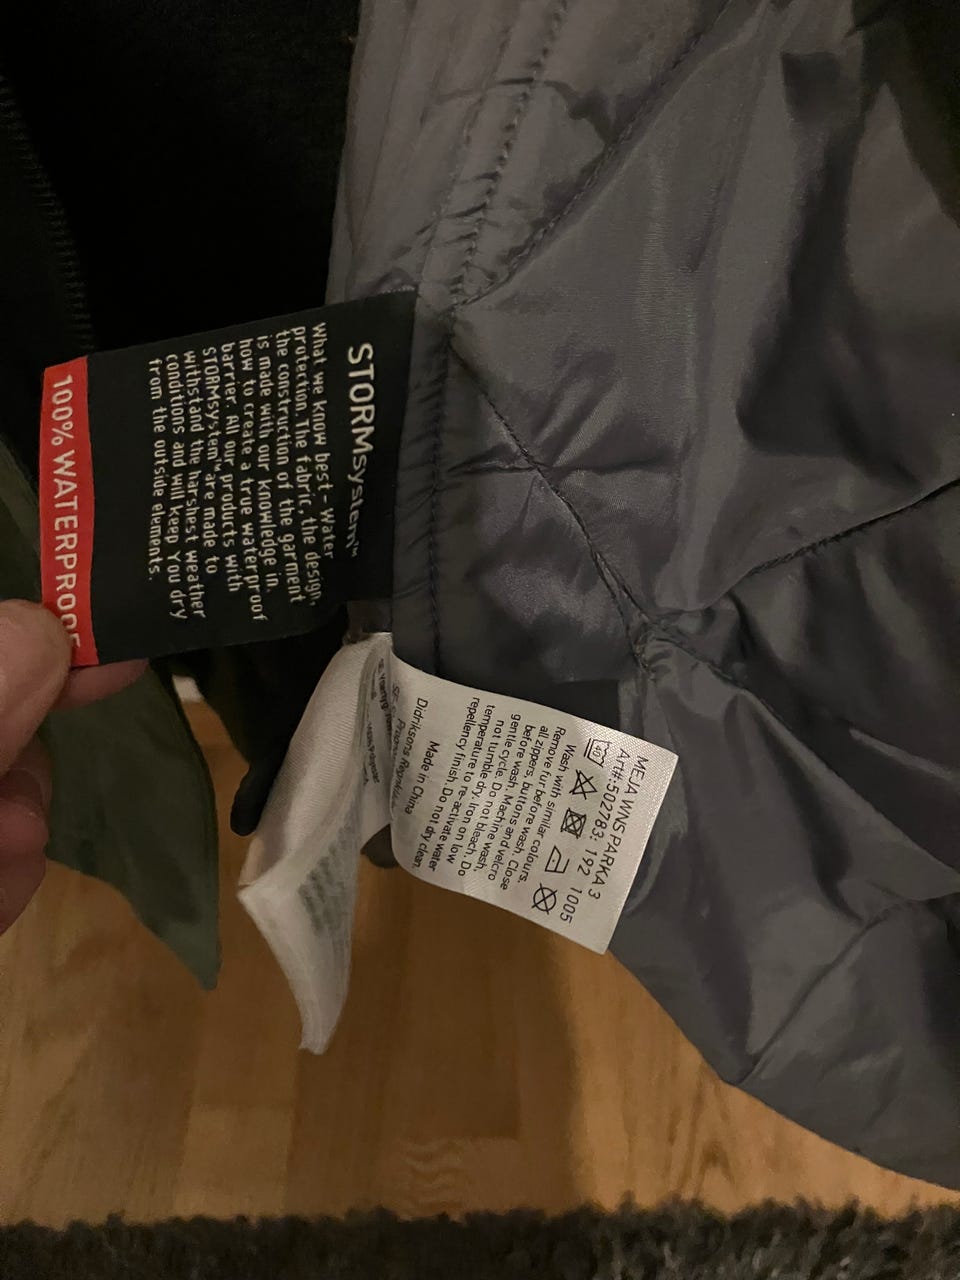 STORMsystem™
What we know best - Water
protection. The fabric, the design,
the construction of the garment
is made with our knowledge in
how to create a true waterproof
barrier. All our products with
STORMsystem™ are made to
withstand the harshest weather
conditions and will keep You dry
from the outside elements.
100% WATERPROOF
MEJA WNS PARKA 3
Art#:502783: 192 1005
40
Remove fur before wash. Close
all zippers, buttons and velcro
before wash. Machine wash,
gentle cycle. Do not bleach.
Do not tumble dry. Iron on low
temperature to re-activate water
repellency finish. Do not dry clean.
Wash with similar colours.
Made in China
Didriksons Regnkläder